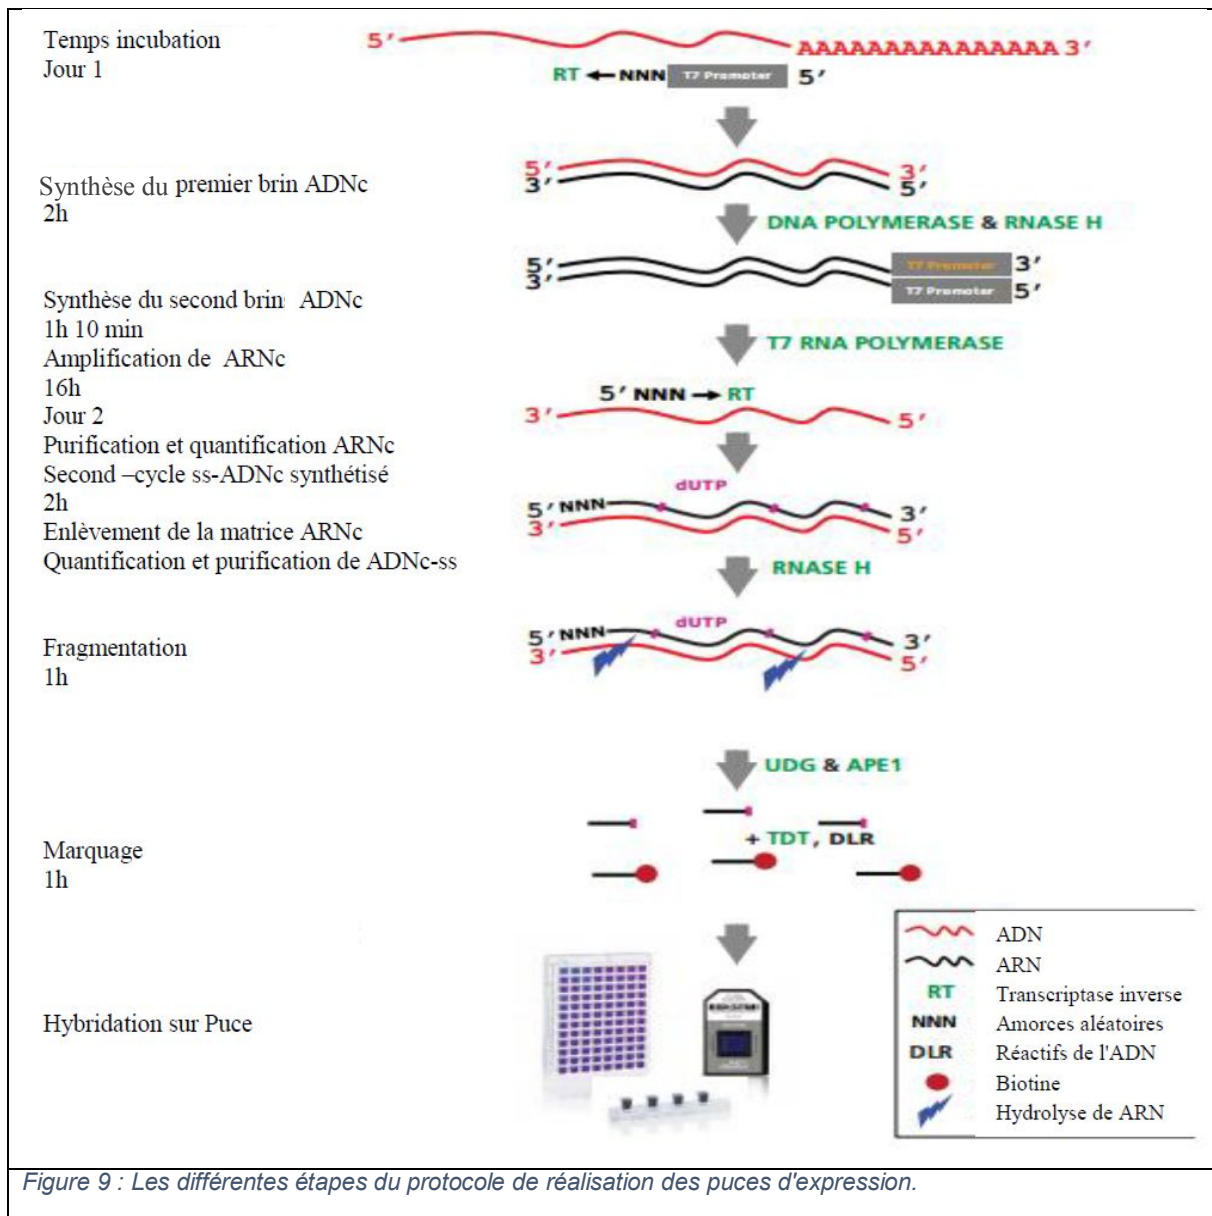 Temps incubation
Jour 1
5′ AAAAAAAAAAAAAAA 3′
RT NNN T7 Promoter 5′
5′ 3′
3′ 5′
Synthèse du premier brin ADNc
2h
DNA POLYMERASE & RNASE H
5′ T7 Promoter 3′
3′ T7 Promoter 5′
Synthèse du second brin ADNc
1h 10 min
T7 RNA POLYMERASE
Amplification de ARNc
16h
Jour 2
5′ NNN RT
3′ 5′
Purification et quantification ARNc
Second –cycle ss-ADNc synthétisé
2h
dUTP
5′ NNN 3′
3′ 5′
Enlèvement de la matrice ARNc
Quantification et purification de ADNc-ss
RNASE H
dUTP
5′ NNN 3′
3′ 5′
Fragmentation
1h
UDG & APE1
+ TDT, DLR
Marquage
1h
Hybridation sur Puce
ADN
ARN
RT Transcriptase inverse
NNN Amorces aléatoires
DLR Réactifs de l'ADN
Biotine
Hydrolyse de ARN
Figure 9 : Les différentes étapes du protocole de réalisation des puces d'expression.